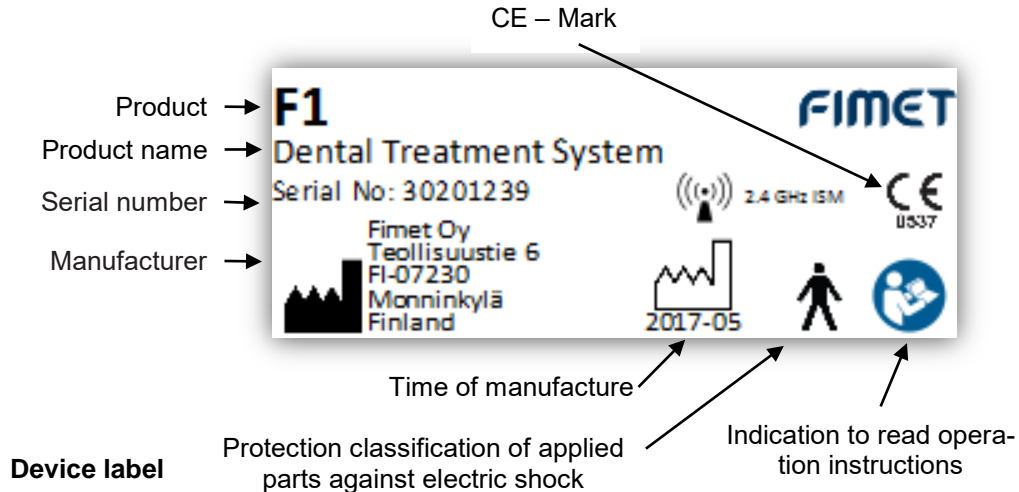 CE – Mark
Product
F1
FIMET
Product name
Dental Treatment System
Serial number
Serial No: 30201239
2.4 GHz ISM
CE
0537
Manufacturer
Fimet Oy
Teollisuustie 6
FI-07230
Monninkylä
Finland
2017-05
Time of manufacture
Protection classification of applied
parts against electric shock
Indication to read opera-
tion instructions
Device label